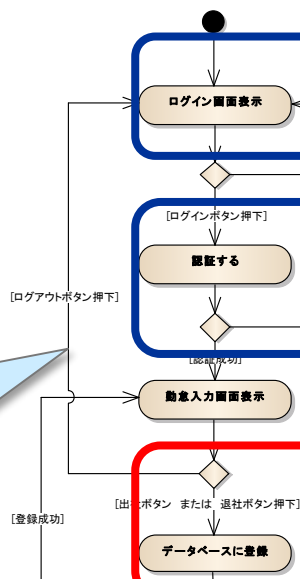 ログイン画面表示
[ログインボタン押下]
認証する
[ログアウトボタン押下]
[認証成功]
勤怠入力画面表示
[出社ボタン または 退社ボタン押下]
[登録成功]
データベースに登録